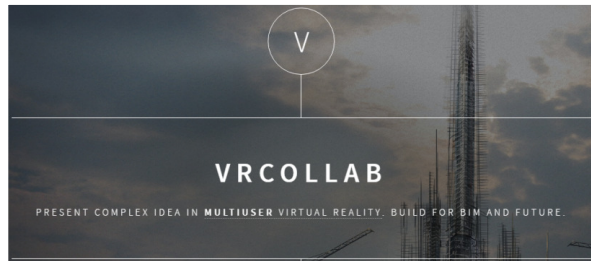 V
VRCOLLAB
PRESENT COMPLEX IDEA IN MULTIUSER VIRTUAL REALITY. BUILD FOR BIM AND FUTURE.